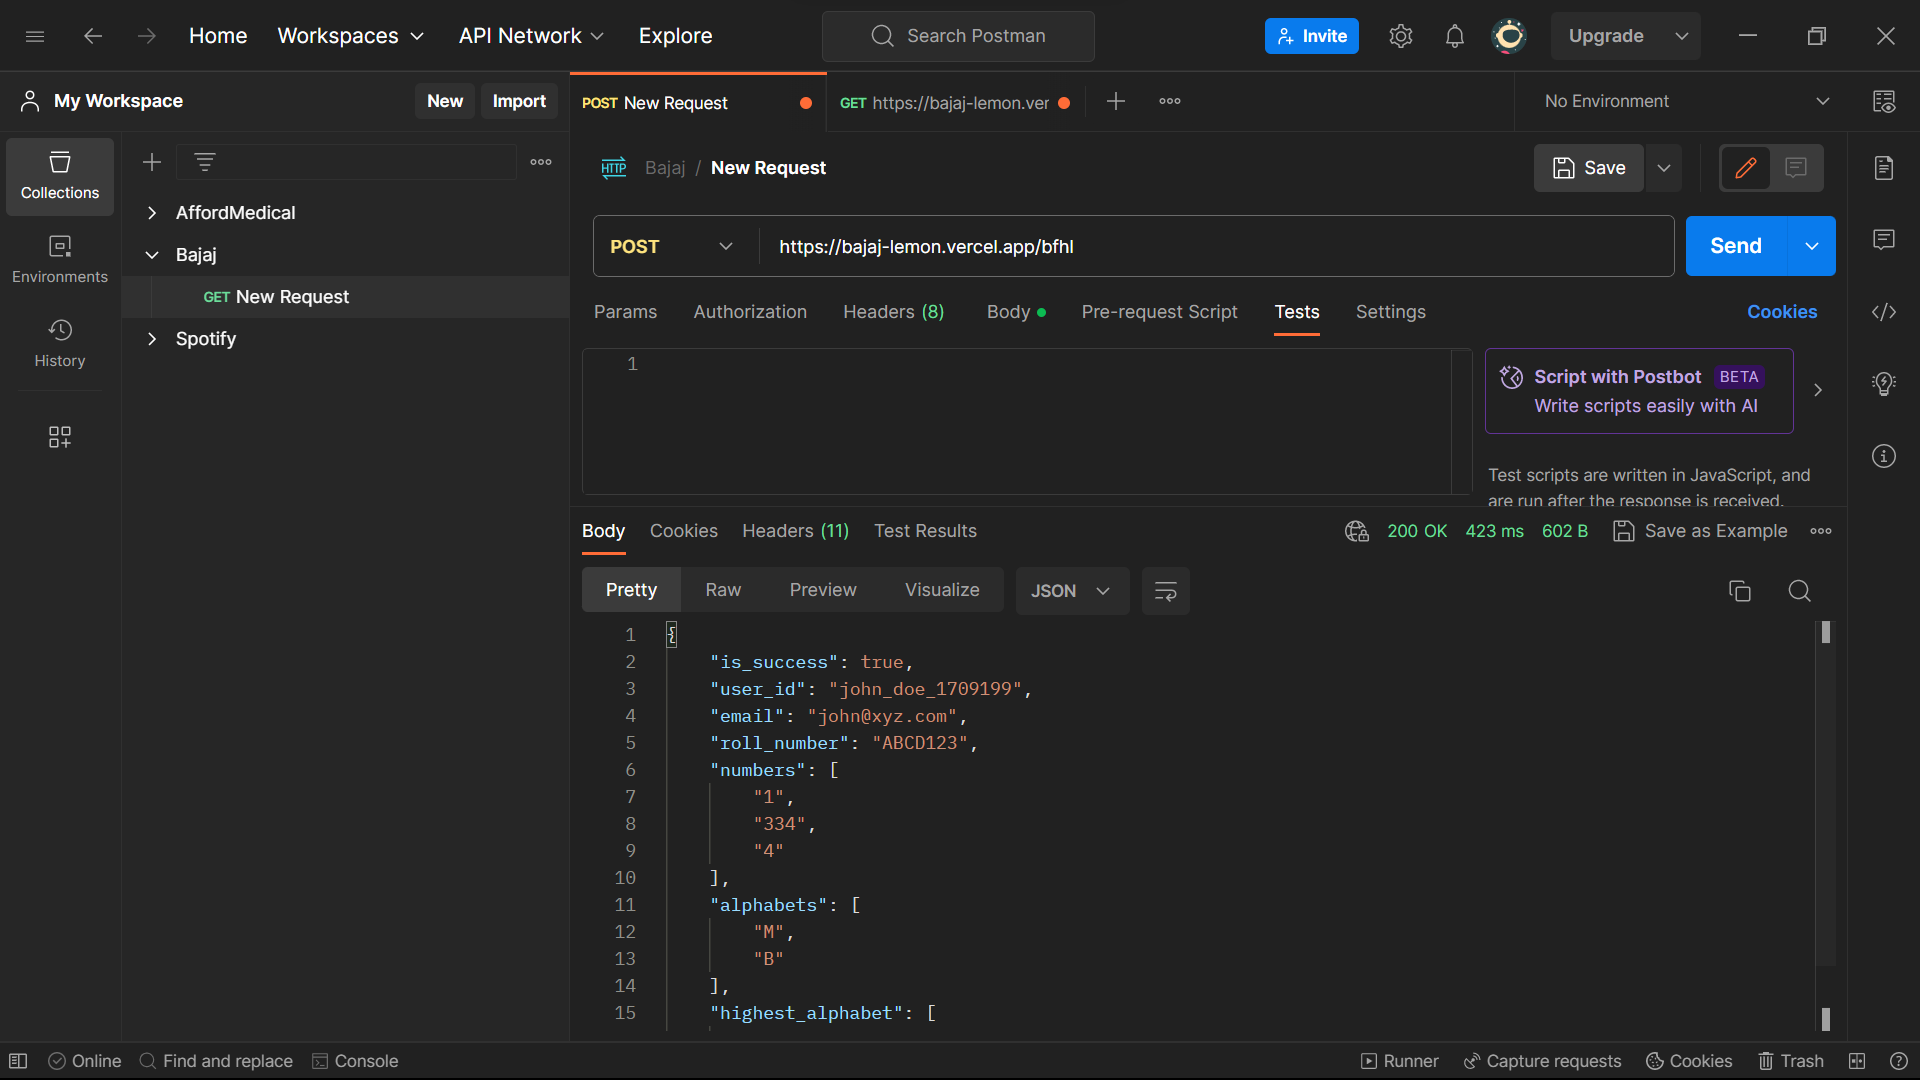 Home Workspaces API Network Explore Search Postman Invite Upgrade
My Workspace New Import
POST New Request GET https://bajaj-lemon.ver No Environment
Collections
Environments
History
AffordMedical
Bajaj
GET New Request
Spotify
HTTP Bajaj / New Request Save
POST https://bajaj-lemon.vercel.app/bfhl Send
Params Authorization Headers (8) Body Pre-request Script Tests Settings Cookies
1
Script with Postbot BETA
Write scripts easily with AI
Test scripts are written in JavaScript, and
are run after the response is received.
Body Cookies Headers (11) Test Results 200 OK 423 ms 602 B Save as Example
Pretty Raw Preview Visualize JSON
1 {
2 "is_success": true,
3 "user_id": "john_doe_1709199",
4 "email": "john@xyz.com",
5 "roll_number": "ABCD123",
6 "numbers": [
7 "1",
8 "334",
9 "4"
10 ],
11 "alphabets": [
12 "M",
13 "B"
14 ],
15 "highest_alphabet": [
Online Find and replace Console Runner Capture requests Cookies Trash